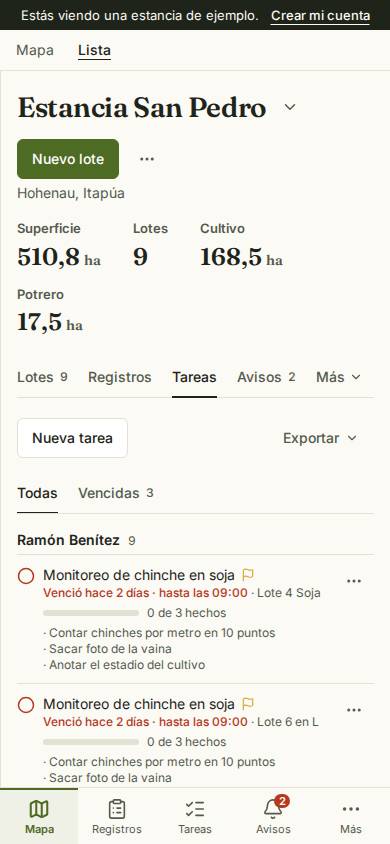 Estás viendo una estancia de ejemplo. Crear mi cuenta
Mapa Lista
Estancia San Pedro
Nuevo lote
Hohenau, Itapúa
Superficie Lotes Cultivo
510,8 ha 9 168,5 ha
Potrero
17,5 ha
Lotes 9 Registros Tareas Avisos 2 Más
Nueva tarea Exportar
Todas Vencidas 3
Ramón Benítez 9
Monitoreo de chinche en soja
Venció hace 2 días · hasta las 09:00 · Lote 4 Soja
0 de 3 hechos
· Contar chinches por metro en 10 puntos
· Sacar foto de la vaina
· Anotar el estadio del cultivo
Monitoreo de chinche en soja
Venció hace 2 días · hasta las 09:00 · Lote 6 en L
0 de 3 hechos
· Contar chinches por metro en 10 puntos
· Sacar foto de la vaina
2
Mapa Registros Tareas Avisos Más